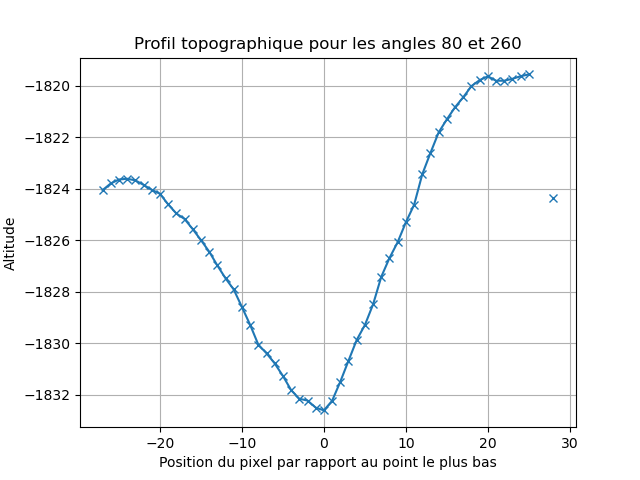 Profil topographique pour les angles 80 et 260
−1820
−1822
−1824
−1826
−1828
−1830
−1832
Altitude
−20 −10 0 10 20 30
Position du pixel par rapport au point le plus bas